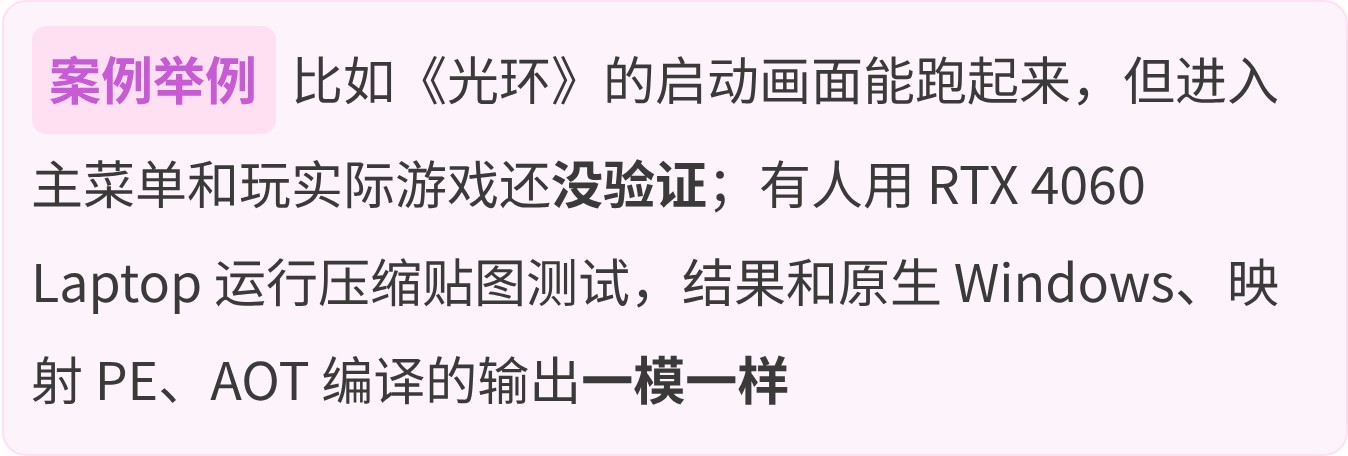 案例举例 比如《光环》的启动画面能跑起来，但进入
主菜单和玩实际游戏还没验证；有人用 RTX 4060
Laptop 运行压缩贴图测试，结果和原生 Windows、映
射 PE、AOT 编译的输出一模一样